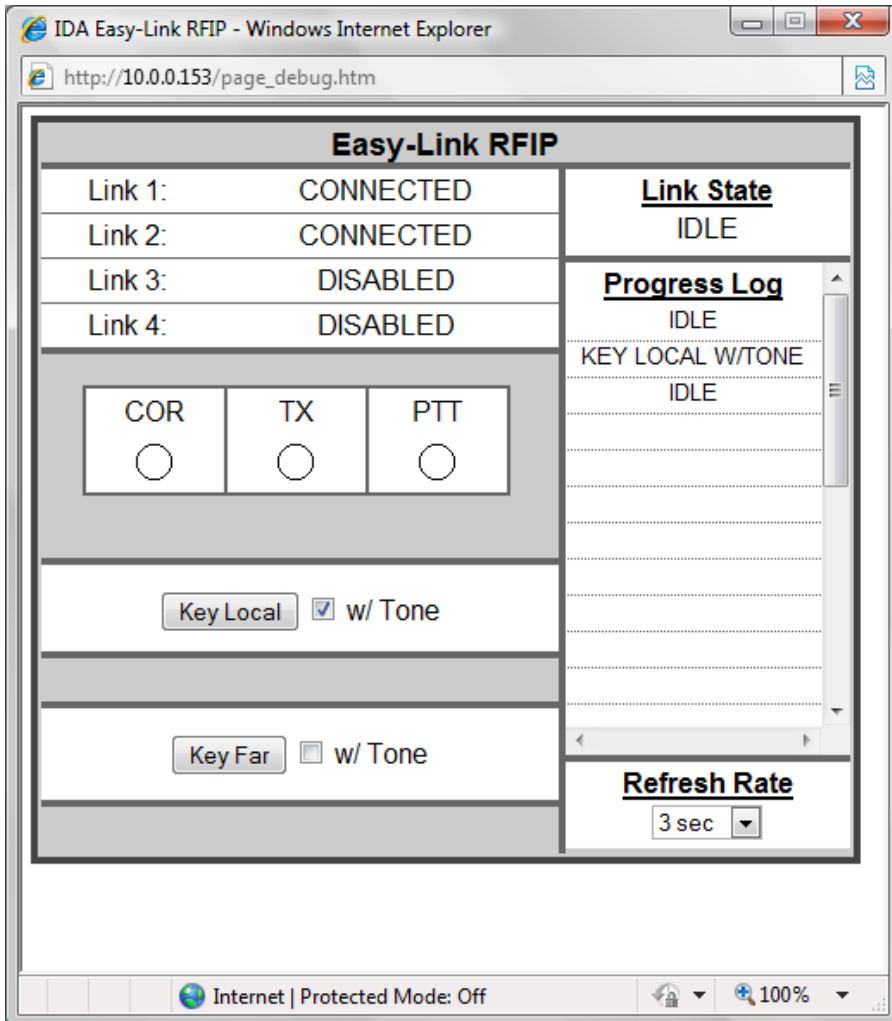 IDA Easy-Link RFIP - Windows Internet Explorer
http://10.0.0.153/page_debug.htm
Easy-Link RFIP
Link 1: CONNECTED
Link 2: CONNECTED
Link 3: DISABLED
Link 4: DISABLED
COR TX PTT
Key Local w/ Tone
Key Far w/ Tone
Link State
IDLE
Progress Log
IDLE
KEY LOCAL W/TONE
IDLE
Refresh Rate
3 sec
Internet | Protected Mode: Off 100%